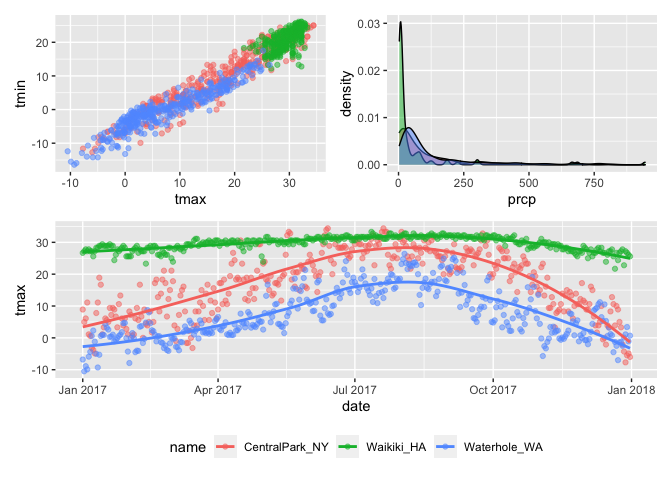 tmin
20
10
0
-10
-10
0
10
20
30
tmax
density
0.03
0.02
0.01
0.00
0
250
500
750
prcp
tmax
30
20
10
0
-10
Jan 2017
Apr 2017
Jul 2017
Oct 2017
Jan 2018
date
name
CentralPark_NY
Waikiki_HA
Waterhole_WA